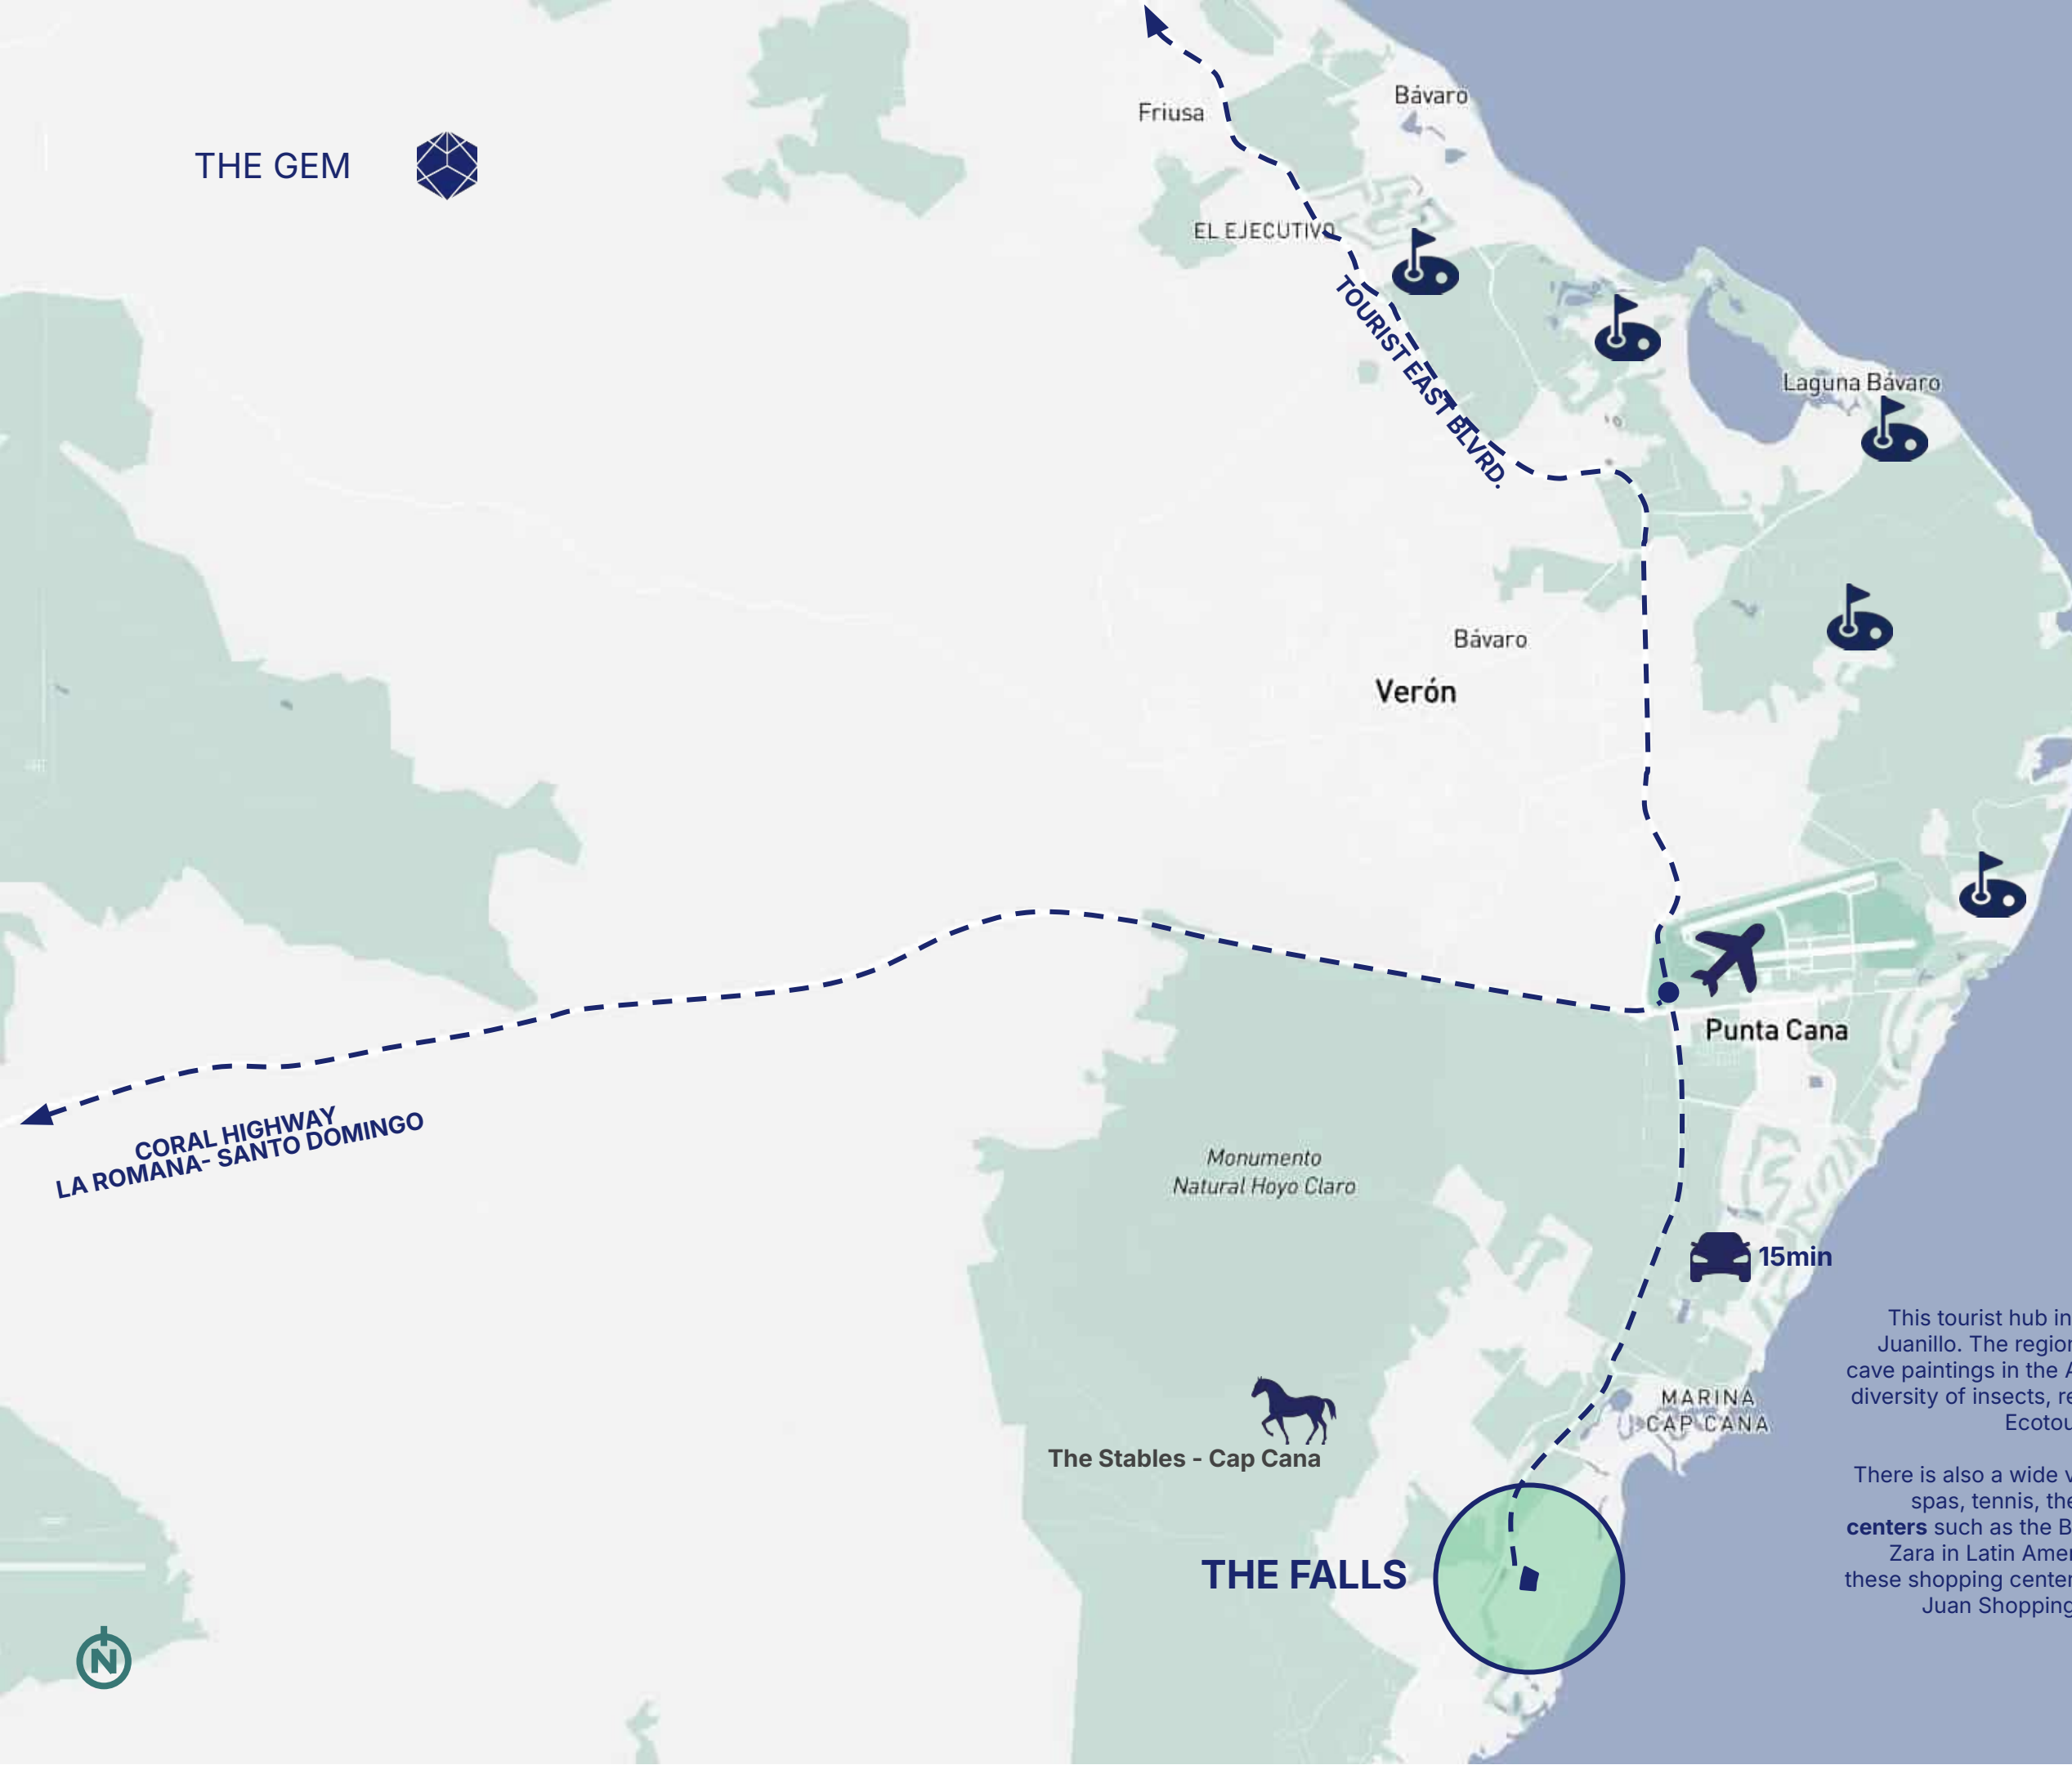 Bávaro
Friusa
THE GEM
EL EJECUTIVO
TOURIST EAST BLVRD.
Laguna Bávaro
Bávaro
Verón
Punta Cana
CORAL HIGHWAY
LA ROMANA- SANTO DOMINGO
Monumento
Natural Hoyo Claro
15min
This tourist hub in
Juanillo. The region
cave paintings in the A
diversity of insects, re
Ecotou
MARINA
CAP CANA
The Stables - Cap Cana
There is also a wide v
spas, tennis, the
centers such as the B
Zara in Latin Amer
these shopping center
Juan Shopping
THE FALLS
N